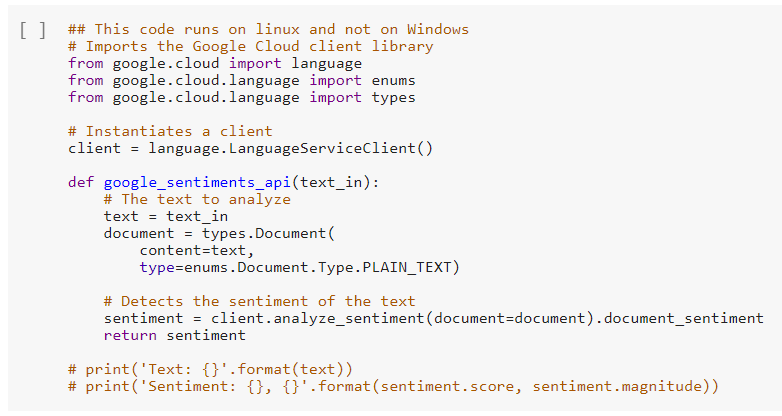 [ ] ## This code runs on linux and not on Windows
# Imports the Google Cloud client library
from google.cloud import language
from google.cloud.language import enums
from google.cloud.language import types

# Instantiates a client
client = language.LanguageServiceClient()

def google_sentiments_api(text_in):
    # The text to analyze
    text = text_in
    document = types.Document(
        content=text,
        type=enums.Document.Type.PLAIN_TEXT)

    # Detects the sentiment of the text
    sentiment = client.analyze_sentiment(document=document).document_sentiment
    return sentiment

# print('Text: {}'.format(text))
# print('Sentiment: {}, {}'.format(sentiment.score, sentiment.magnitude))